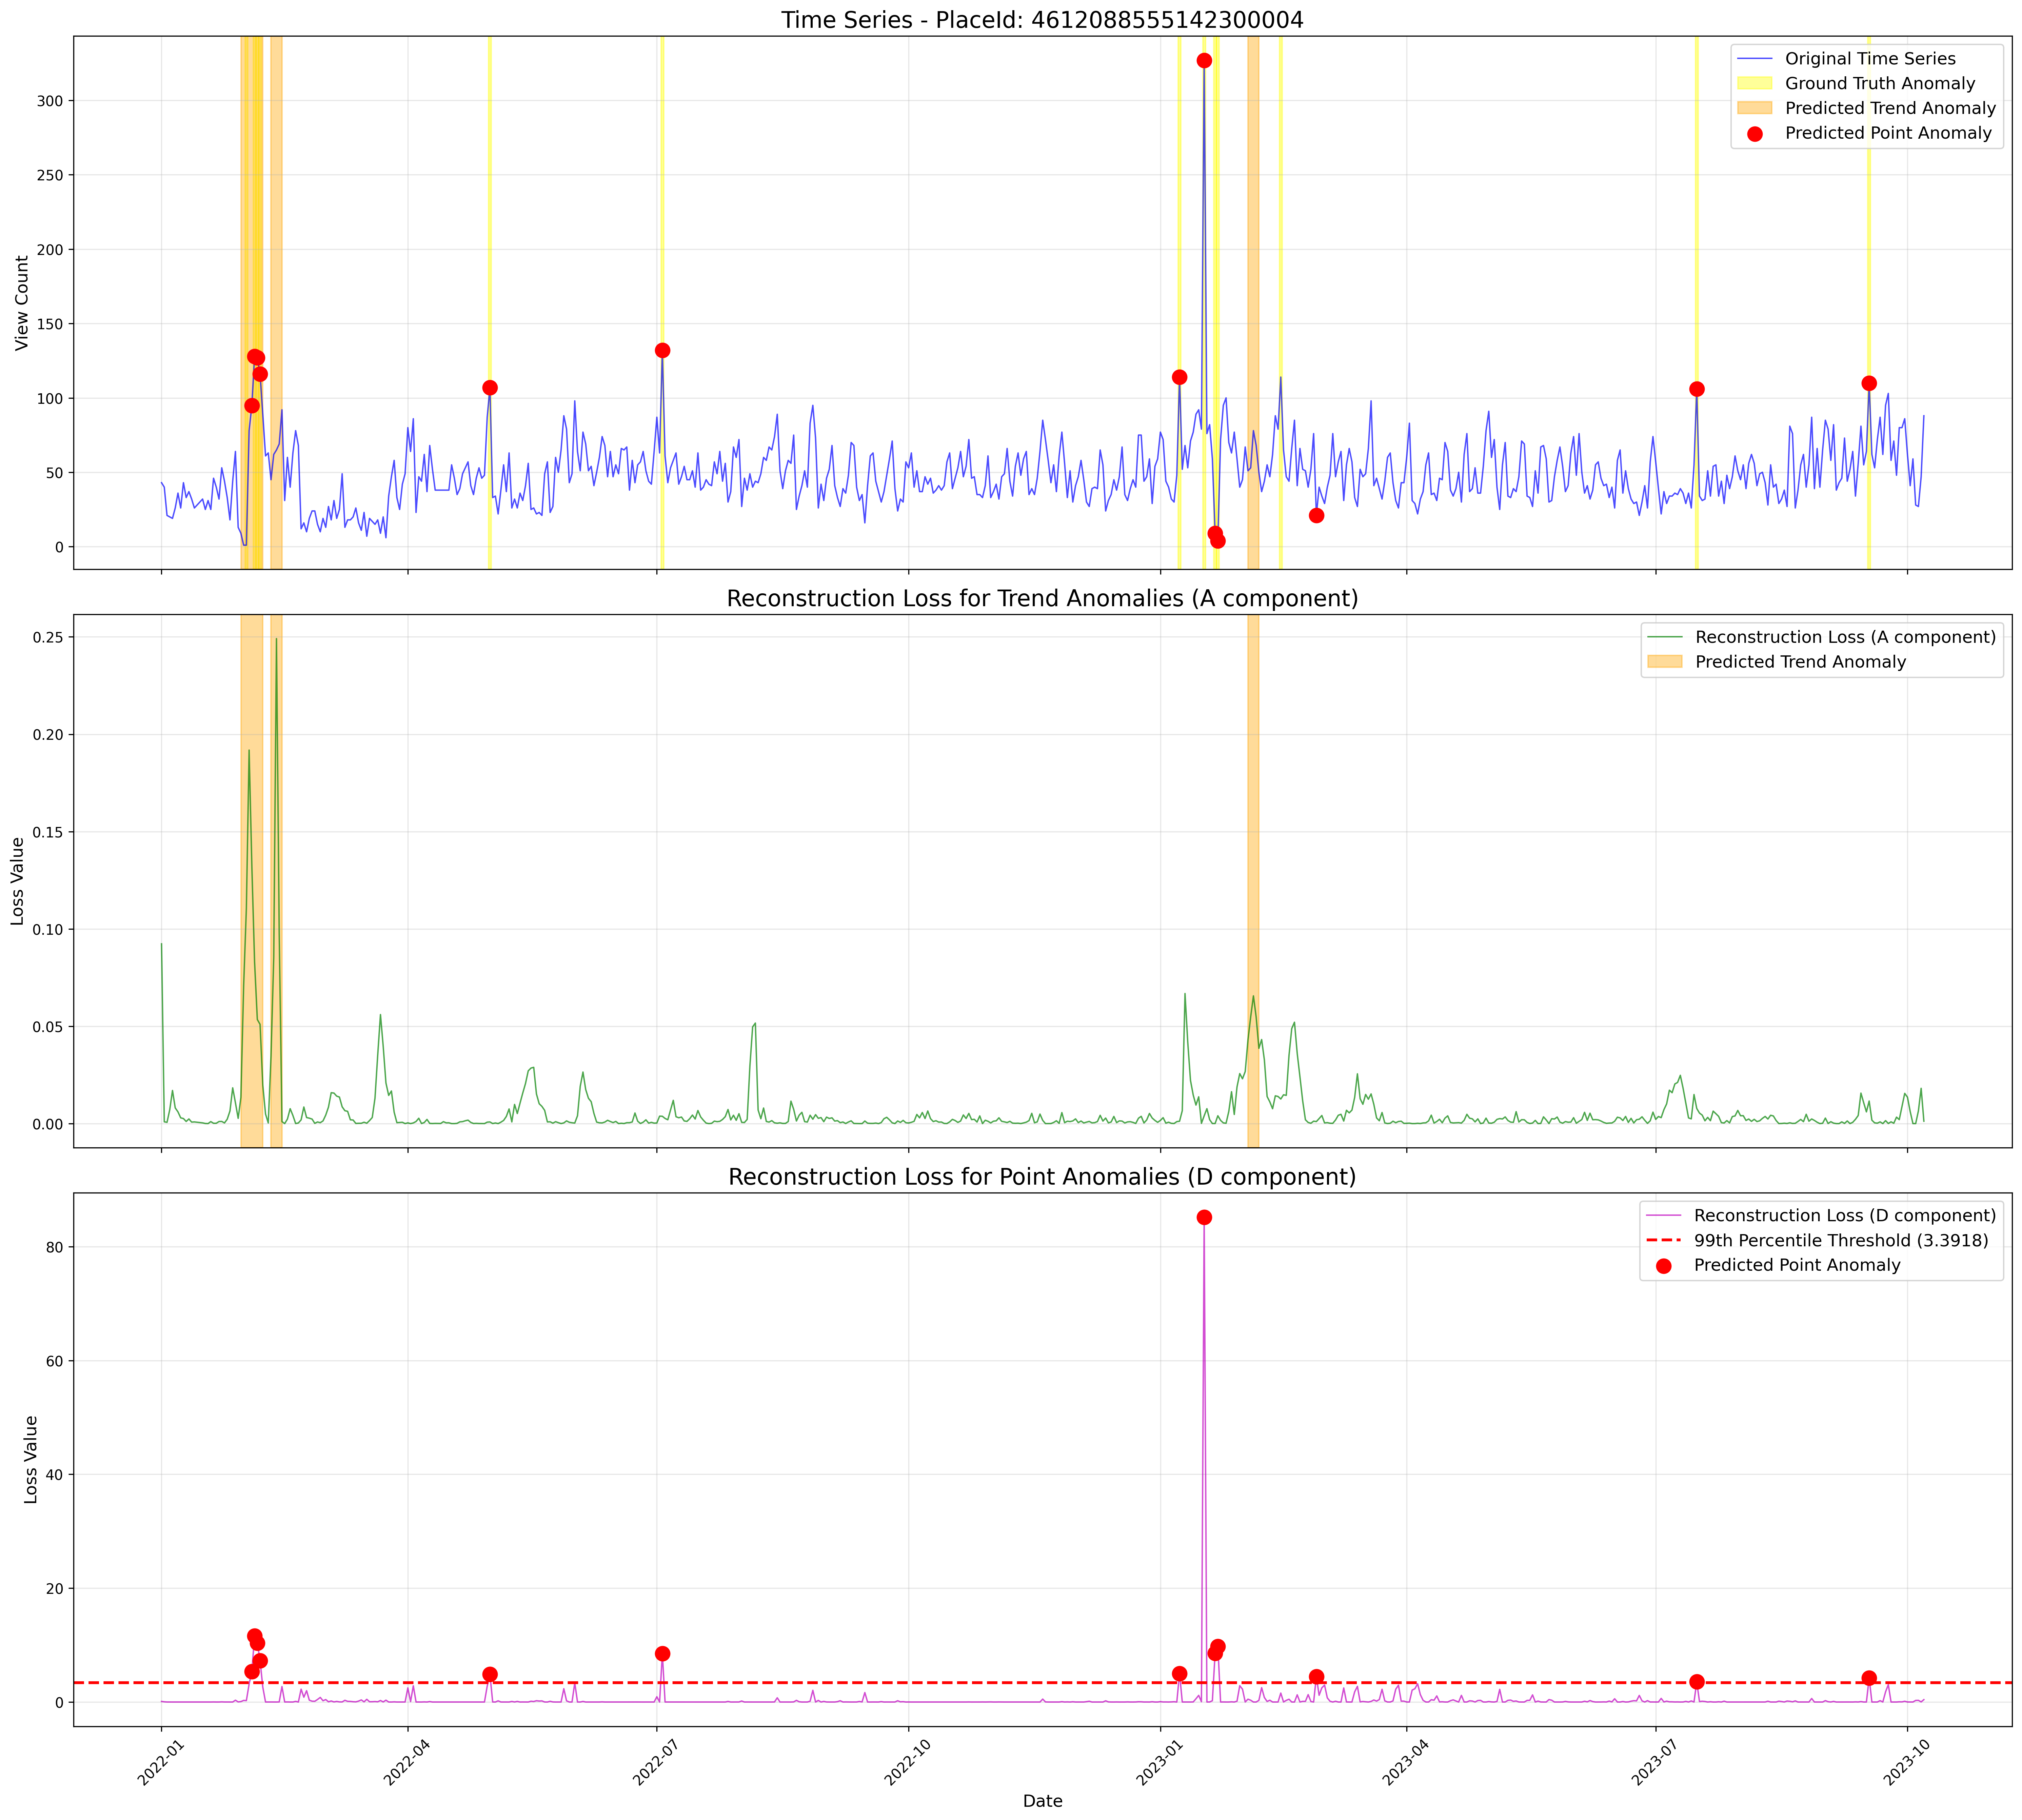 Time Series - PlaceId: 4612088555142300004
View Count
300
250
200
150
100
50
0
Original Time Series
Ground Truth Anomaly
Predicted Trend Anomaly
Predicted Point Anomaly
Reconstruction Loss for Trend Anomalies (A component)
Loss Value
0.25
0.20
0.15
0.10
0.05
0.00
Reconstruction Loss (A component)
Predicted Trend Anomaly
Reconstruction Loss for Point Anomalies (D component)
Loss Value
80
60
40
20
0
Reconstruction Loss (D component)
99th Percentile Threshold (3.3918)
Predicted Point Anomaly
2022-01
2022-04
2022-07
2022-10
2023-01
2023-04
2023-07
2023-10
Date